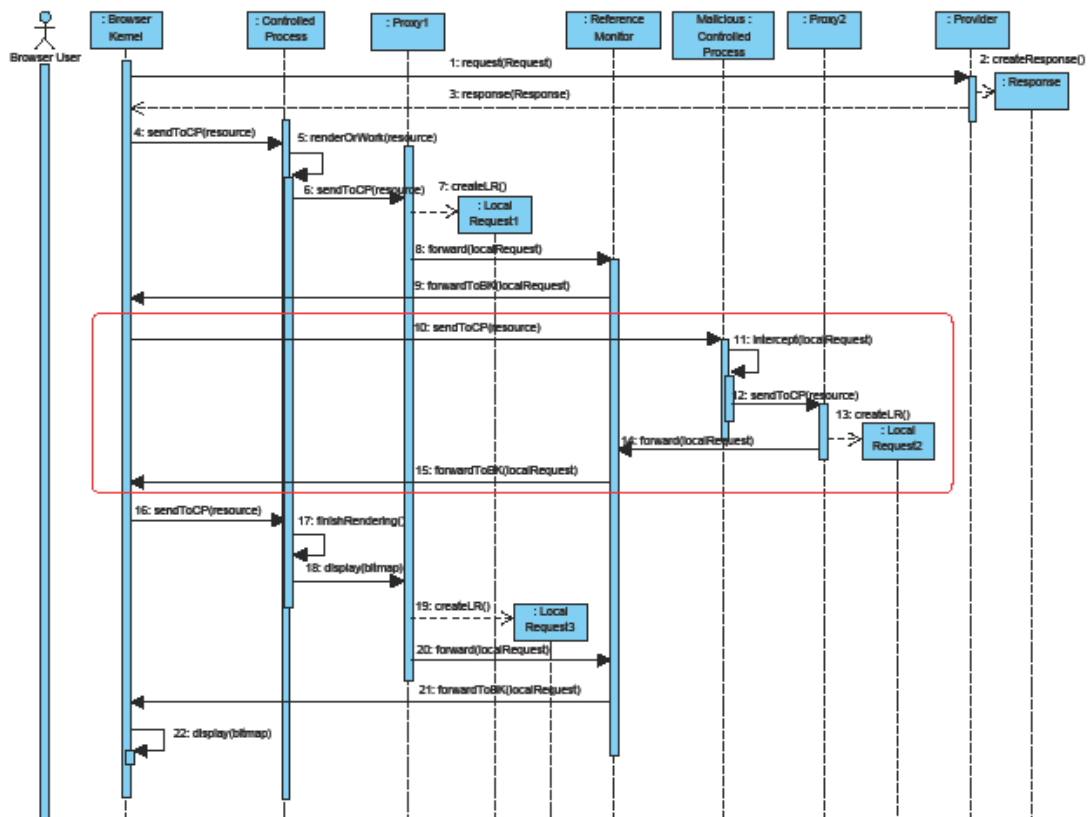 Browser User
: Browser
Kernel
: Controlled
Process
: Proxy1
: Reference
Monitor
Malicious :
Controlled
Process
: Proxy2
: Provider
1: request(Request)
2: createResponse()
: Response
3: response(Response)
4: sendToCP(resource)
5: renderOrWork(resource)
6: sendToCP(resource)
7: createLR()
: Local
Request1
8: forward(localRequest)
9: forwardToBK(localRequest)
10: sendToCP(resource)
11: intercept(localRequest)
12: sendToCP(resource)
13: createLR()
: Local
Request2
14: forward(localRequest)
15: forwardToBK(localRequest)
16: sendToCP(resource)
17: finishRendering()
18: display(bitmap)
19: createLR()
: Local
Request3
20: forward(localRequest)
21: forwardToBK(localRequest)
22: display(bitmap)